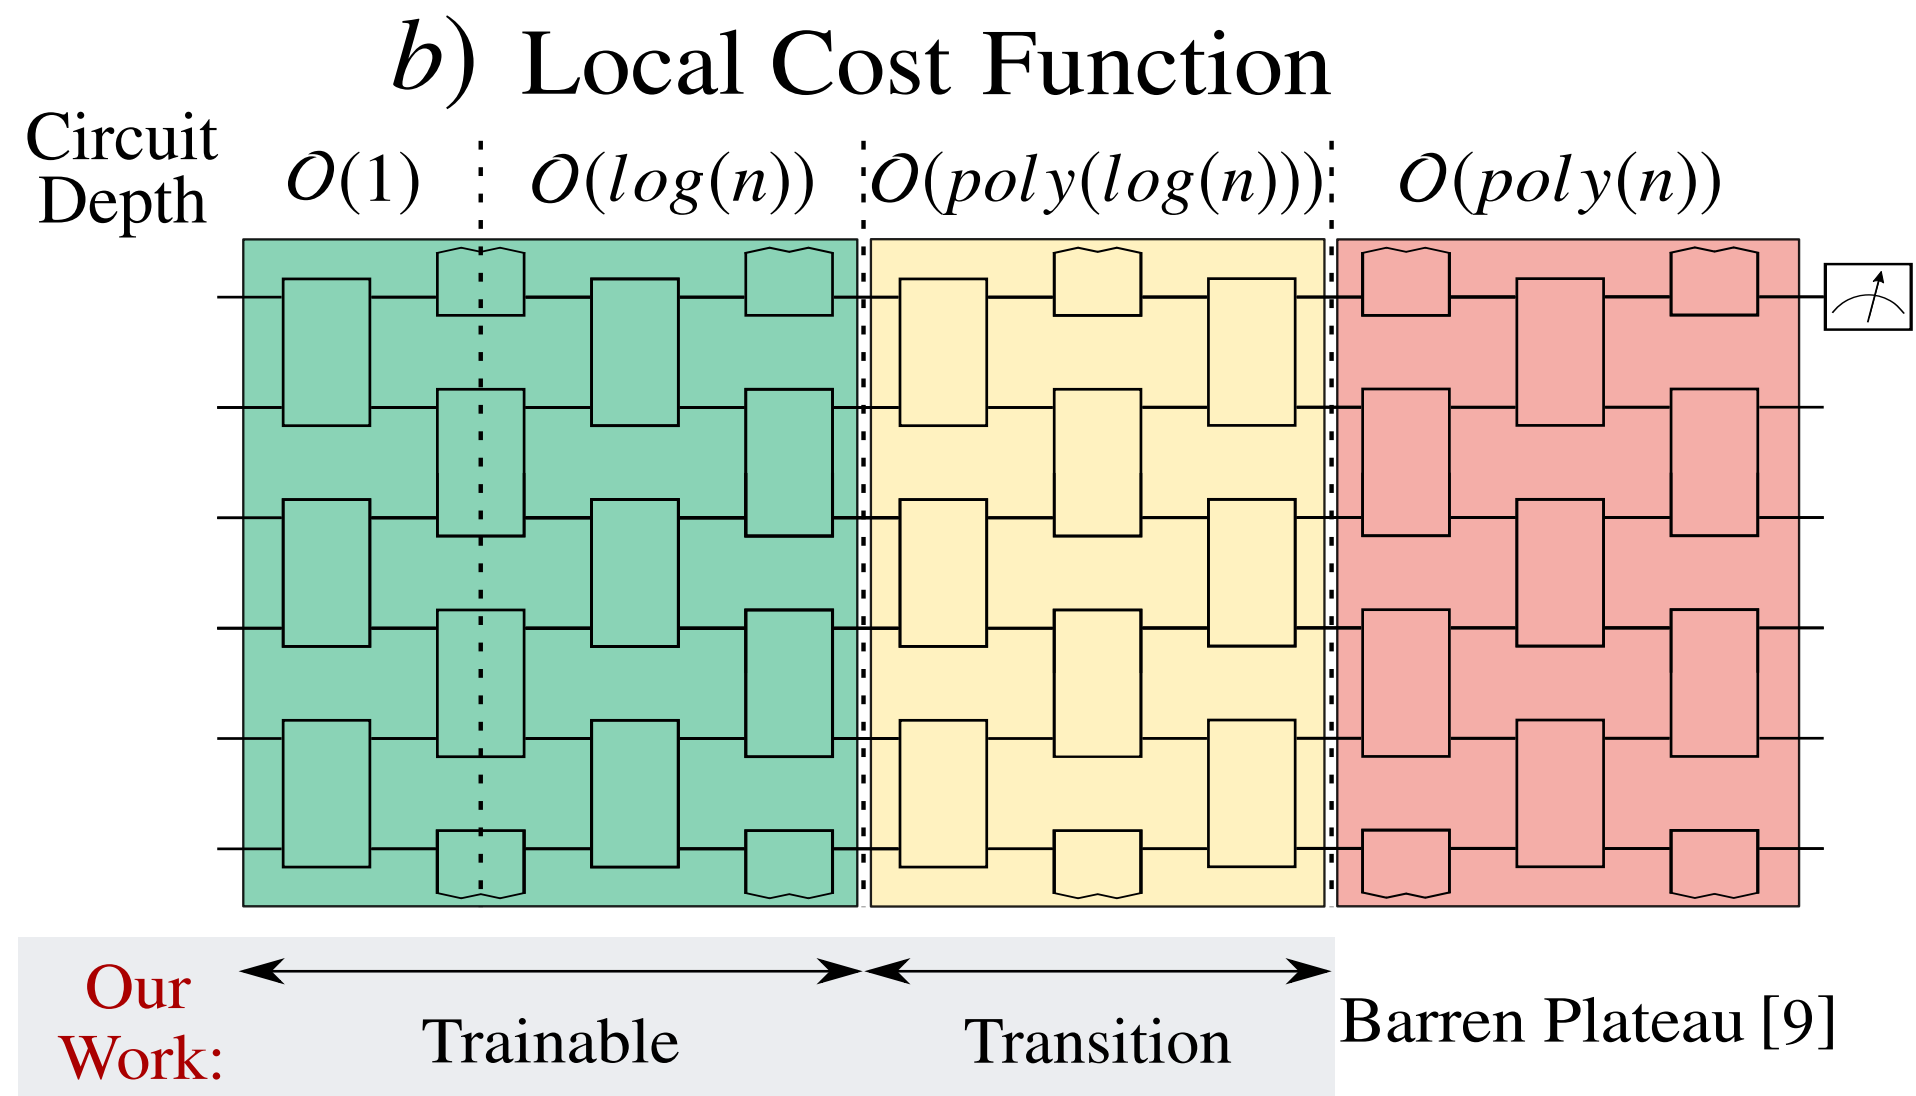 b) Local Cost Function
Circuit
Depth
𝒪(1)
𝒪(log(n))
𝒪(poly(log(n)))
𝒪(poly(n))
Our
Work:
Trainable
Transition
Barren Plateau [9]